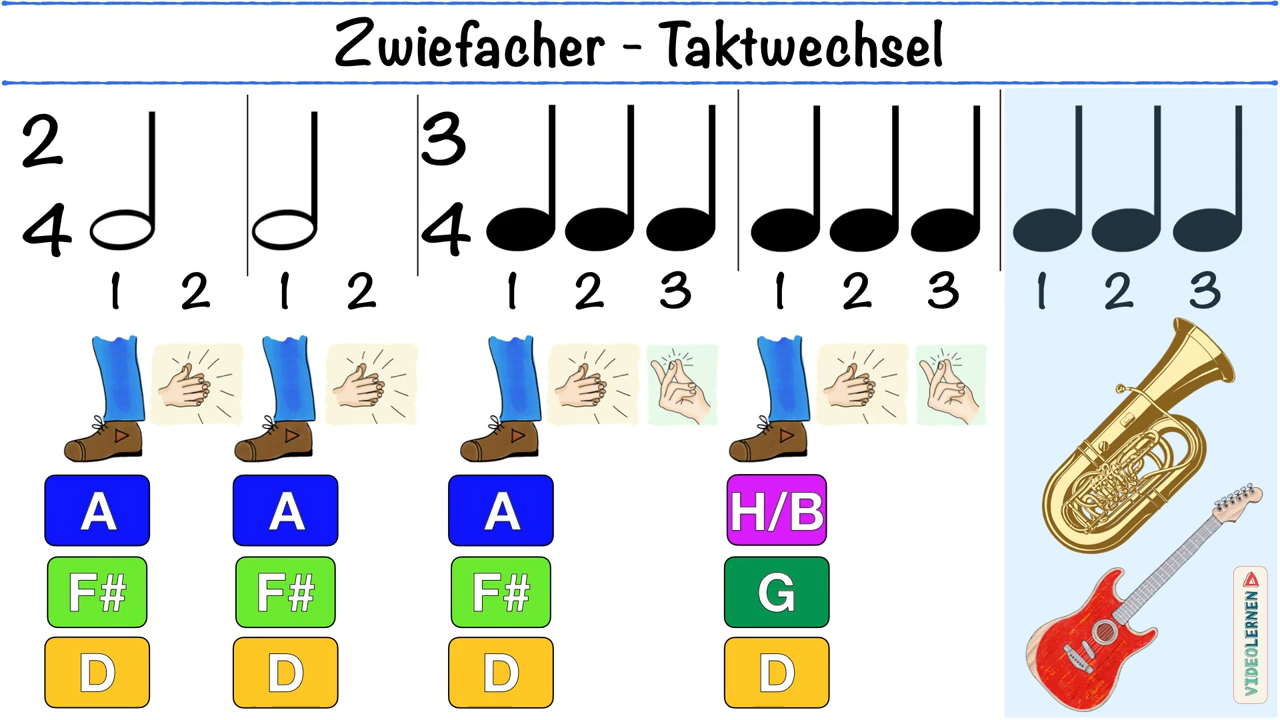 Zwiefacher - Taktwechsel
2 3
4 4
1 2 1 2 1 2 3 1 2 3 1 2 3
A A A H/B
F# F# F# G
D D D D
VIDEOLERNEN